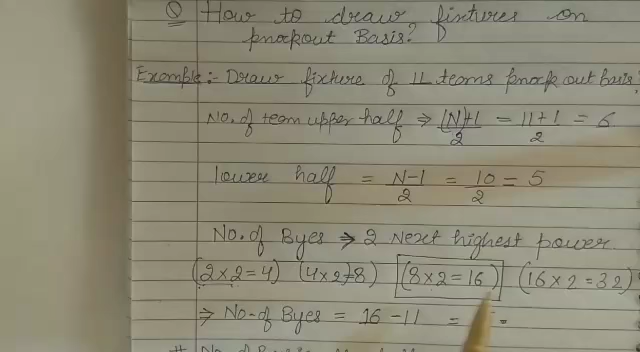 Q How to draw fixtures on
knockout Basis?
Example:- Draw fixture of 11 teams knock out basis?
No. of team upper half ⇒ (N)+1/2 = 11+1/2 = 6
lower half = N-1/2 = 10/2 = 5
No. of Byes ⇒ 2 Next highest power
(2×2=4) (4×2=8) (8×2=16) (16×2=32)
⇒ No-of Byes = 16-11 =